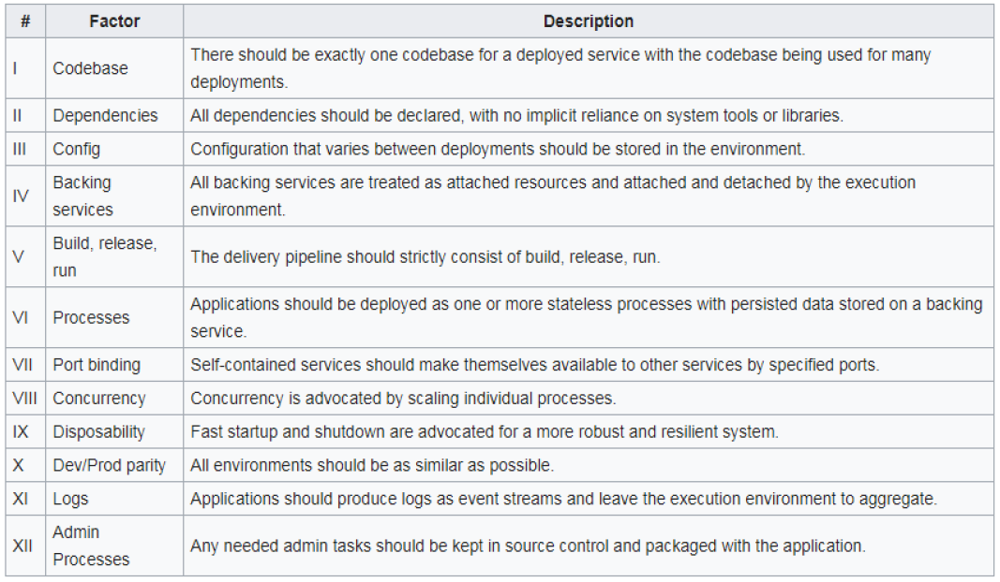 # Factor Description
I Codebase There should be exactly one codebase for a deployed service with the codebase being used for many
deployments.
II Dependencies All dependencies should be declared, with no implicit reliance on system tools or libraries.
III Config Configuration that varies between deployments should be stored in the environment.
IV Backing
services All backing services are treated as attached resources and attached and detached by the execution
environment.
V Build, release,
run The delivery pipeline should strictly consist of build, release, run.
VI Processes Applications should be deployed as one or more stateless processes with persisted data stored on a backing
service.
VII Port binding Self-contained services should make themselves available to other services by specified ports.
VIII Concurrency Concurrency is advocated by scaling individual processes.
IX Disposability Fast startup and shutdown are advocated for a more robust and resilient system.
X Dev/Prod parity All environments should be as similar as possible.
XI Logs Applications should produce logs as event streams and leave the execution environment to aggregate.
XII Admin
Processes Any needed admin tasks should be kept in source control and packaged with the application.